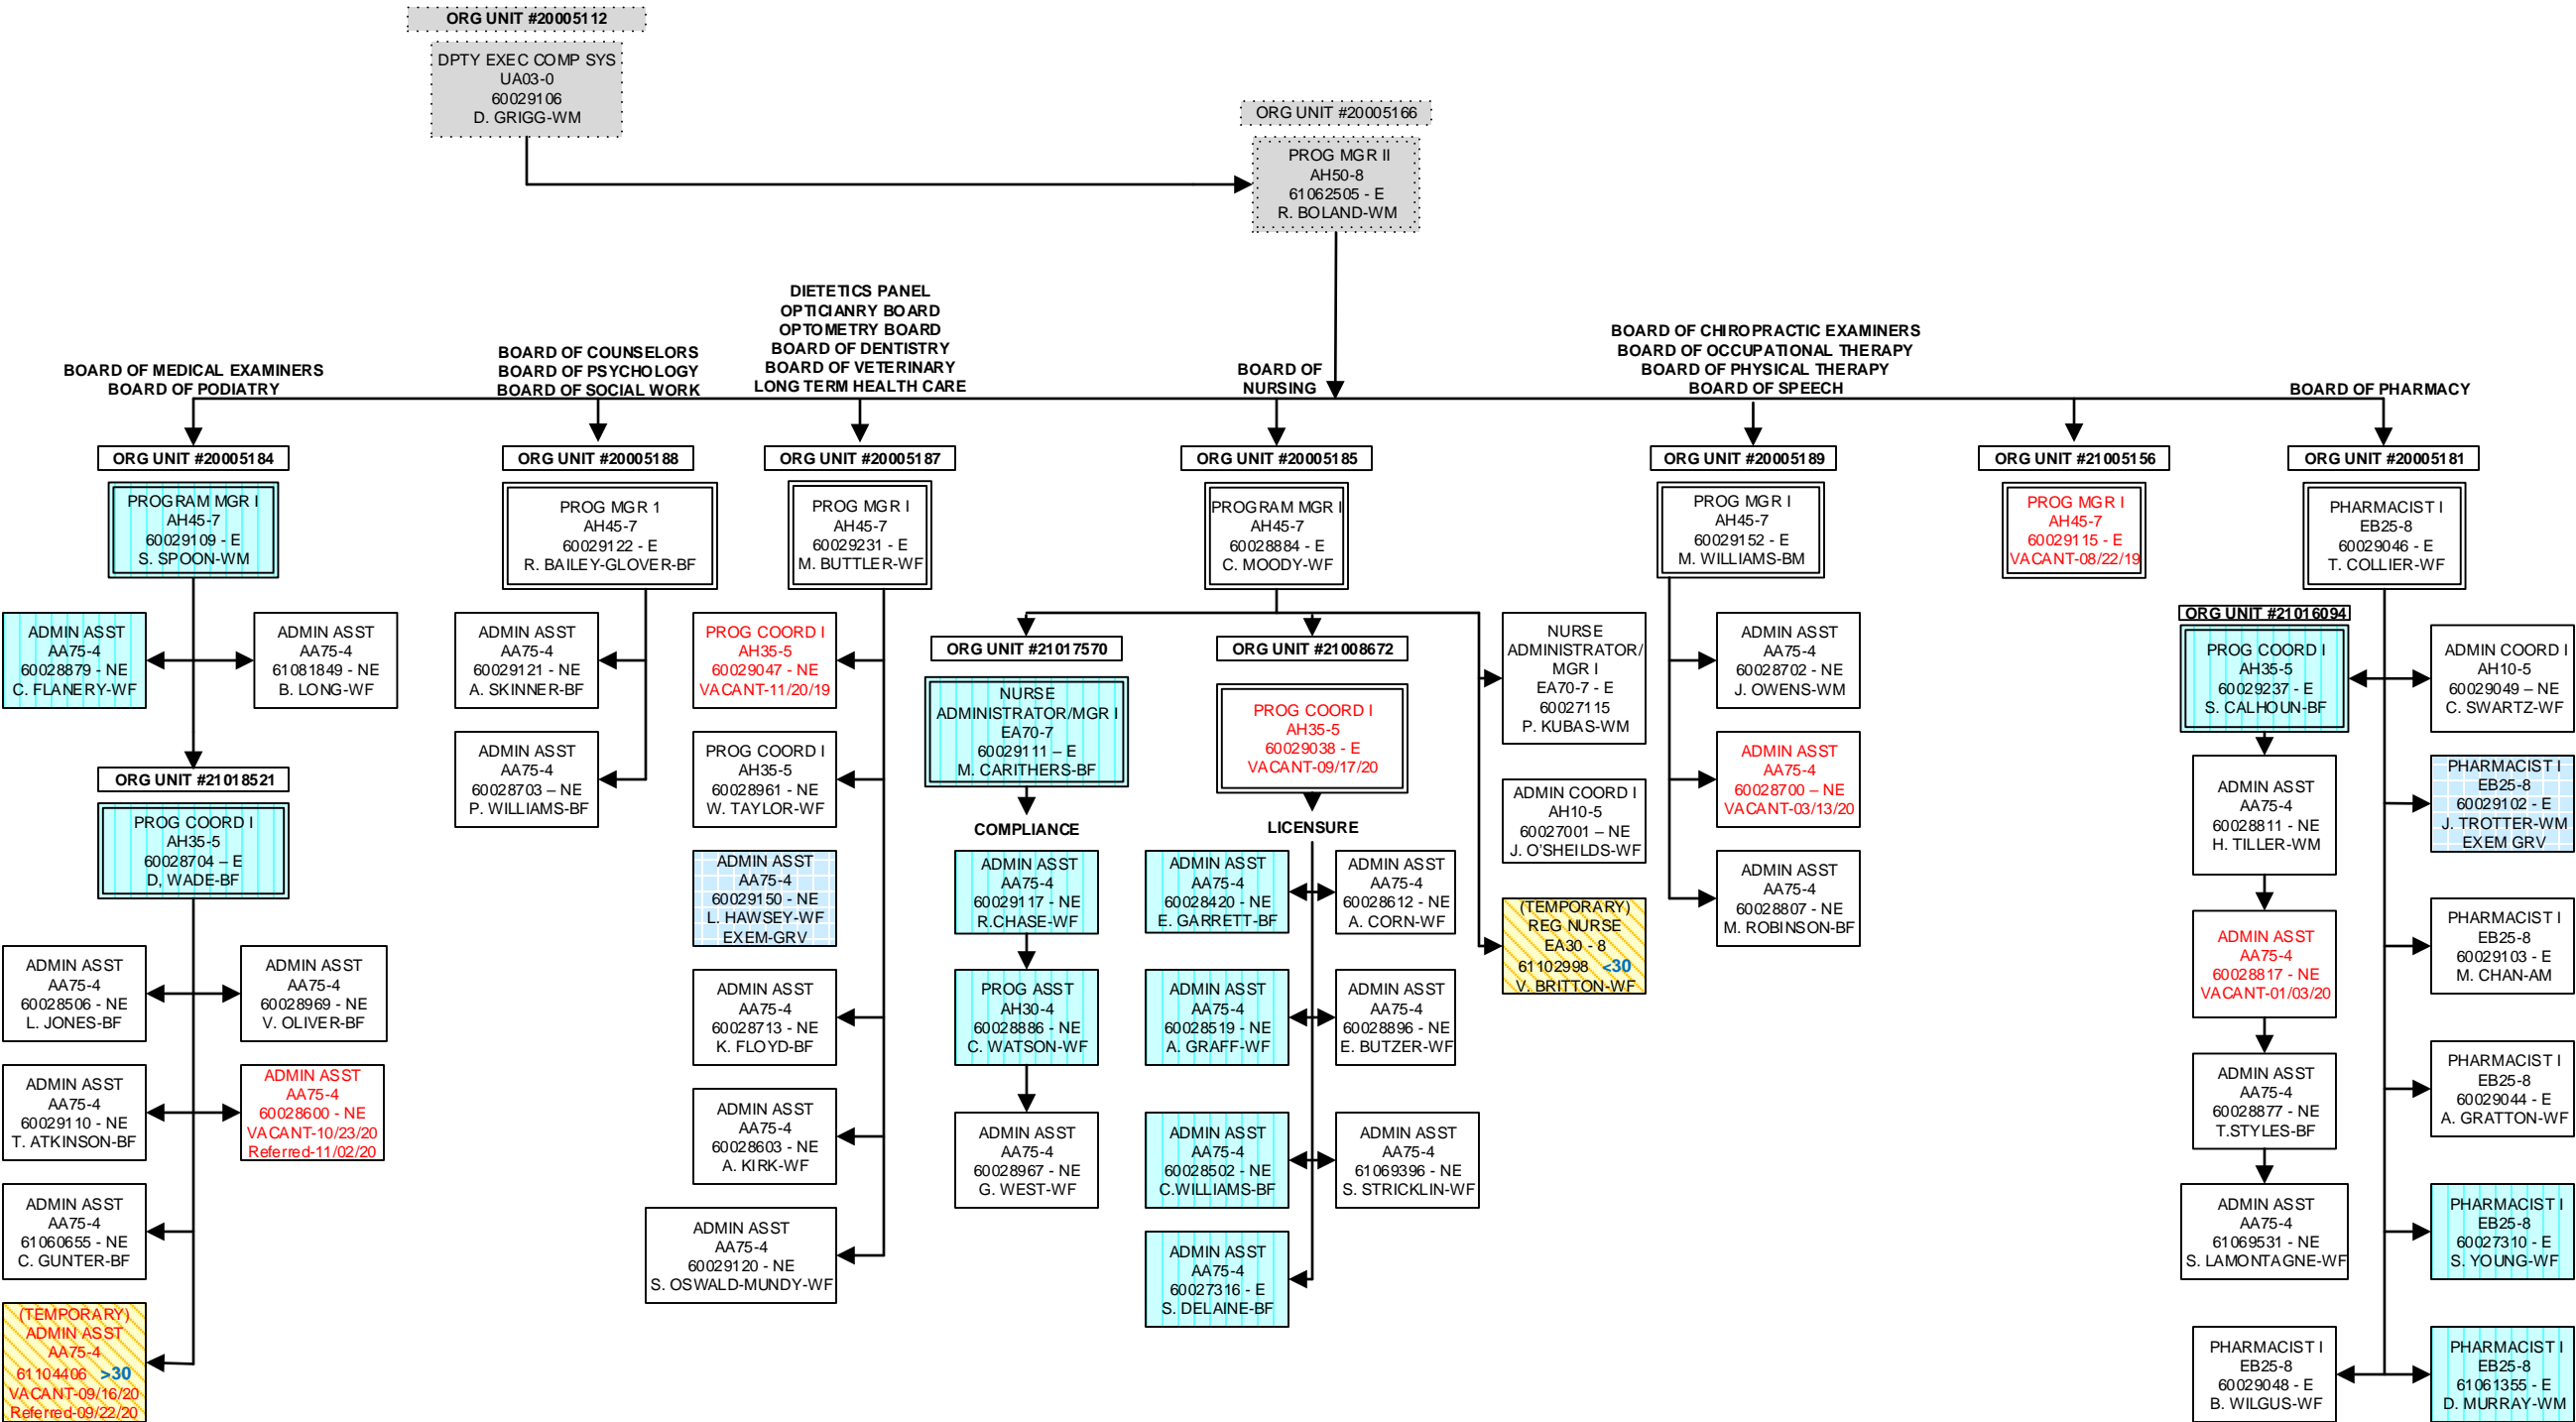 ORG UNIT #20005112
DPTY EXEC COMP SYS
UA03-0
60029106
D. GRIGG-WM
ORG UNIT #20005166
PROG MGR II
AH50-8
61062505 - E
R. BOLAND-WM
BOARD OF MEDICAL EXAMINERS
BOARD OF PODIATRY
BOARD OF COUNSELORS
BOARD OF PSYCHOLOGY
BOARD OF SOCIAL WORK
DIETETICS PANEL
OPTICIANRY BOARD
OPTOMETRY BOARD
BOARD OF DENTISTRY
BOARD OF VETERINARY
LONG TERM HEALTH CARE
BOARD OF
NURSING
BOARD OF CHIROPRACTIC EXAMINERS
BOARD OF OCCUPATIONAL THERAPY
BOARD OF PHYSICAL THERAPY
BOARD OF SPEECH
BOARD OF PHARMACY
ORG UNIT #20005184
PROGRAM MGR I
AH45-7
60029109 - E
S. SPOON-WM
ADMIN ASST
AA75-4
60028879 - NE
C. FLANERY-WF
ADMIN ASST
AA75-4
61081849 - NE
B. LONG-WF
ORG UNIT #21018521
PROG COORD I
AH35-5
60028704 – E
D, WADE-BF
ADMIN ASST
AA75-4
60028506 - NE
L. JONES-BF
ADMIN ASST
AA75-4
60028969 - NE
V. OLIVER-BF
ADMIN ASST
AA75-4
60029110 - NE
T. ATKINSON-BF
ADMIN ASST
AA75-4
60028600 - NE
VACANT-10/23/20
Referred-11/02/20
ADMIN ASST
AA75-4
61060655 - NE
C. GUNTER-BF
(TEMPORARY)
ADMIN ASST
AA75-4
61104406 >30
VACANT-09/16/20
Referred-09/22/20
ORG UNIT #20005188
PROG MGR 1
AH45-7
60029122 - E
R. BAILEY-GLOVER-BF
ADMIN ASST
AA75-4
60029121 - NE
A. SKINNER-BF
ADMIN ASST
AA75-4
60028703 – NE
P. WILLIAMS-BF
ORG UNIT #20005187
PROG MGR I
AH45-7
60029231 - E
M. BUTTLER-WF
PROG COORD I
AH35-5
60029047 - NE
VACANT-11/20/19
PROG COORD I
AH35-5
60028961 - NE
W. TAYLOR-WF
ADMIN ASST
AA75-4
60029150 - NE
L. HAWSEY-WF
EXEM-GRV
ADMIN ASST
AA75-4
60028713 - NE
K. FLOYD-BF
ADMIN ASST
AA75-4
60028603 - NE
A. KIRK-WF
ADMIN ASST
AA75-4
60029120 - NE
S. OSWALD-MUNDY-WF
ORG UNIT #20005185
PROGRAM MGR I
AH45-7
60028884 - E
C. MOODY-WF
ORG UNIT #21017570
NURSE
ADMINISTRATOR/MGR I
EA70-7
60029111 – E
M. CARITHERS-BF
COMPLIANCE
ADMIN ASST
AA75-4
60029117 - NE
R.CHASE-WF
PROG ASST
AH30-4
60028886 - NE
C. WATSON-WF
ADMIN ASST
AA75-4
60028967 - NE
G. WEST-WF
ORG UNIT #21008672
PROG COORD I
AH35-5
60029038 - E
VACANT-09/17/20
LICENSURE
ADMIN ASST
AA75-4
60028420 - NE
E. GARRETT-BF
ADMIN ASST
AA75-4
60028612 - NE
A. CORN-WF
ADMIN ASST
AA75-4
60028519 - NE
A. GRAFF-WF
ADMIN ASST
AA75-4
60028896 - NE
E. BUTZER-WF
ADMIN ASST
AA75-4
60028502 - NE
C.WILLIAMS-BF
ADMIN ASST
AA75-4
61069396 - NE
S. STRICKLIN-WF
ADMIN ASST
AA75-4
60027316 - E
S. DELAINE-BF
NURSE
ADMINISTRATOR/
MGR I
EA70-7 - E
60027115
P. KUBAS-WM
ADMIN COORD I
AH10-5
60027001 – NE
J. O'SHEILDS-WF
(TEMPORARY)
REG NURSE
EA30 - 8
61102998 <30
V. BRITTON-WF
ORG UNIT #20005189
PROG MGR I
AH45-7
60029152 - E
M. WILLIAMS-BM
ADMIN ASST
AA75-4
60028702 - NE
J. OWENS-WM
ADMIN ASST
AA75-4
60028700 – NE
VACANT-03/13/20
ADMIN ASST
AA75-4
60028807 - NE
M. ROBINSON-BF
ORG UNIT #21005156
PROG MGR I
AH45-7
60029115 - E
VACANT-08/22/19
ORG UNIT #20005181
PHARMACIST I
EB25-8
60029046 - E
T. COLLIER-WF
ORG UNIT #21016094
PROG COORD I
AH35-5
60029237 - E
S. CALHOUN-BF
ADMIN ASST
AA75-4
60028811 - NE
H. TILLER-WM
ADMIN ASST
AA75-4
60028817 - NE
VACANT-01/03/20
ADMIN ASST
AA75-4
60028877 - NE
T.STYLES-BF
ADMIN ASST
AA75-4
61069531 - NE
S. LAMONTAGNE-WF
PHARMACIST I
EB25-8
60029048 - E
B. WILGUS-WF
ADMIN COORD I
AH10-5
60029049 – NE
C. SWARTZ-WF
PHARMACIST I
EB25-8
60029102 - E
J. TROTTER-WM
EXEM GRV
PHARMACIST I
EB25-8
60029103 - E
M. CHAN-AM
PHARMACIST I
EB25-8
60029044 - E
A. GRATTON-WF
PHARMACIST I
EB25-8
60027310 - E
S. YOUNG-WF
PHARMACIST I
EB25-8
61061355 - E
D. MURRAY-WM